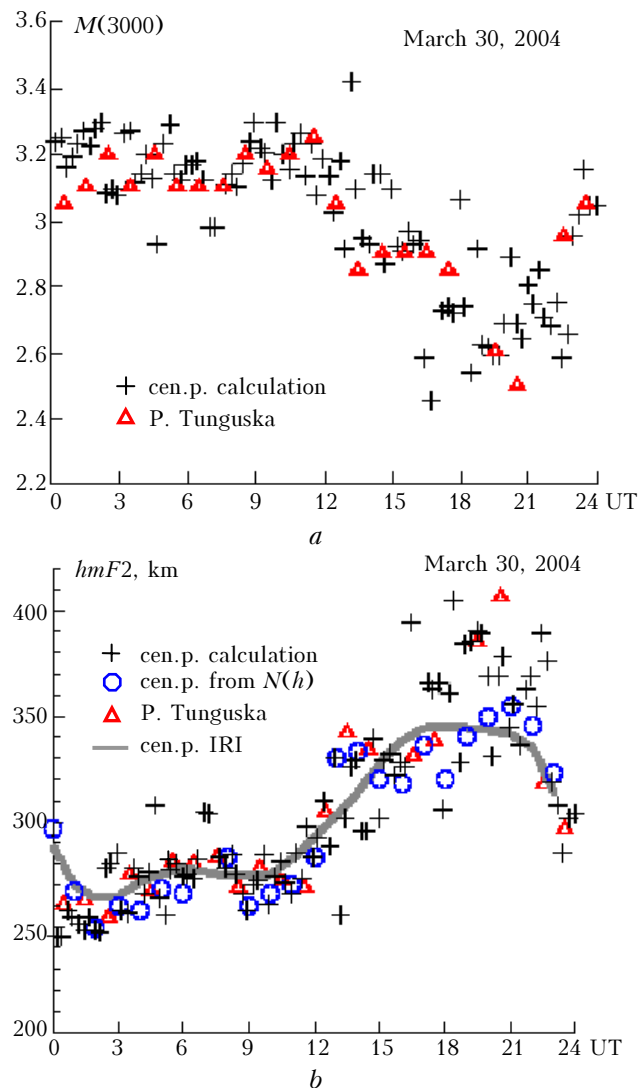 3.6
M(3000)
March 30, 2004
3.4
3.2
3
2.8
2.6
2.4
2.2
cen.p. calculation
P. Tunguska
0 3 6 9 12 15 18 21 24 UT
a
hmF2, km
March 30, 2004
400
350
300
250
200
cen.p. calculation
cen.p. from N(h)
P. Tunguska
cen.p. IRI
0 3 6 9 12 15 18 21 24 UT
b